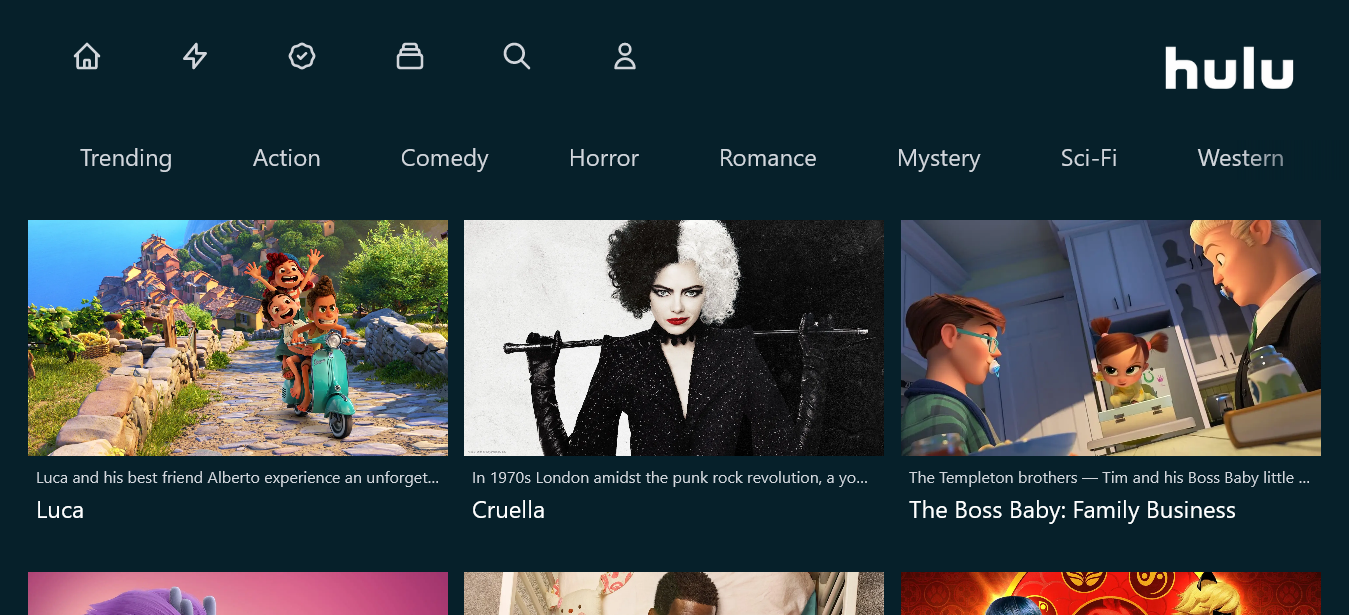 hulu
Trending Action Comedy Horror Romance Mystery Sci-Fi Western
Luca and his best friend Alberto experience an unforget...
Luca
In 1970s London amidst the punk rock revolution, a yo...
Cruella
The Templeton brothers — Tim and his Boss Baby little ...
The Boss Baby: Family Business